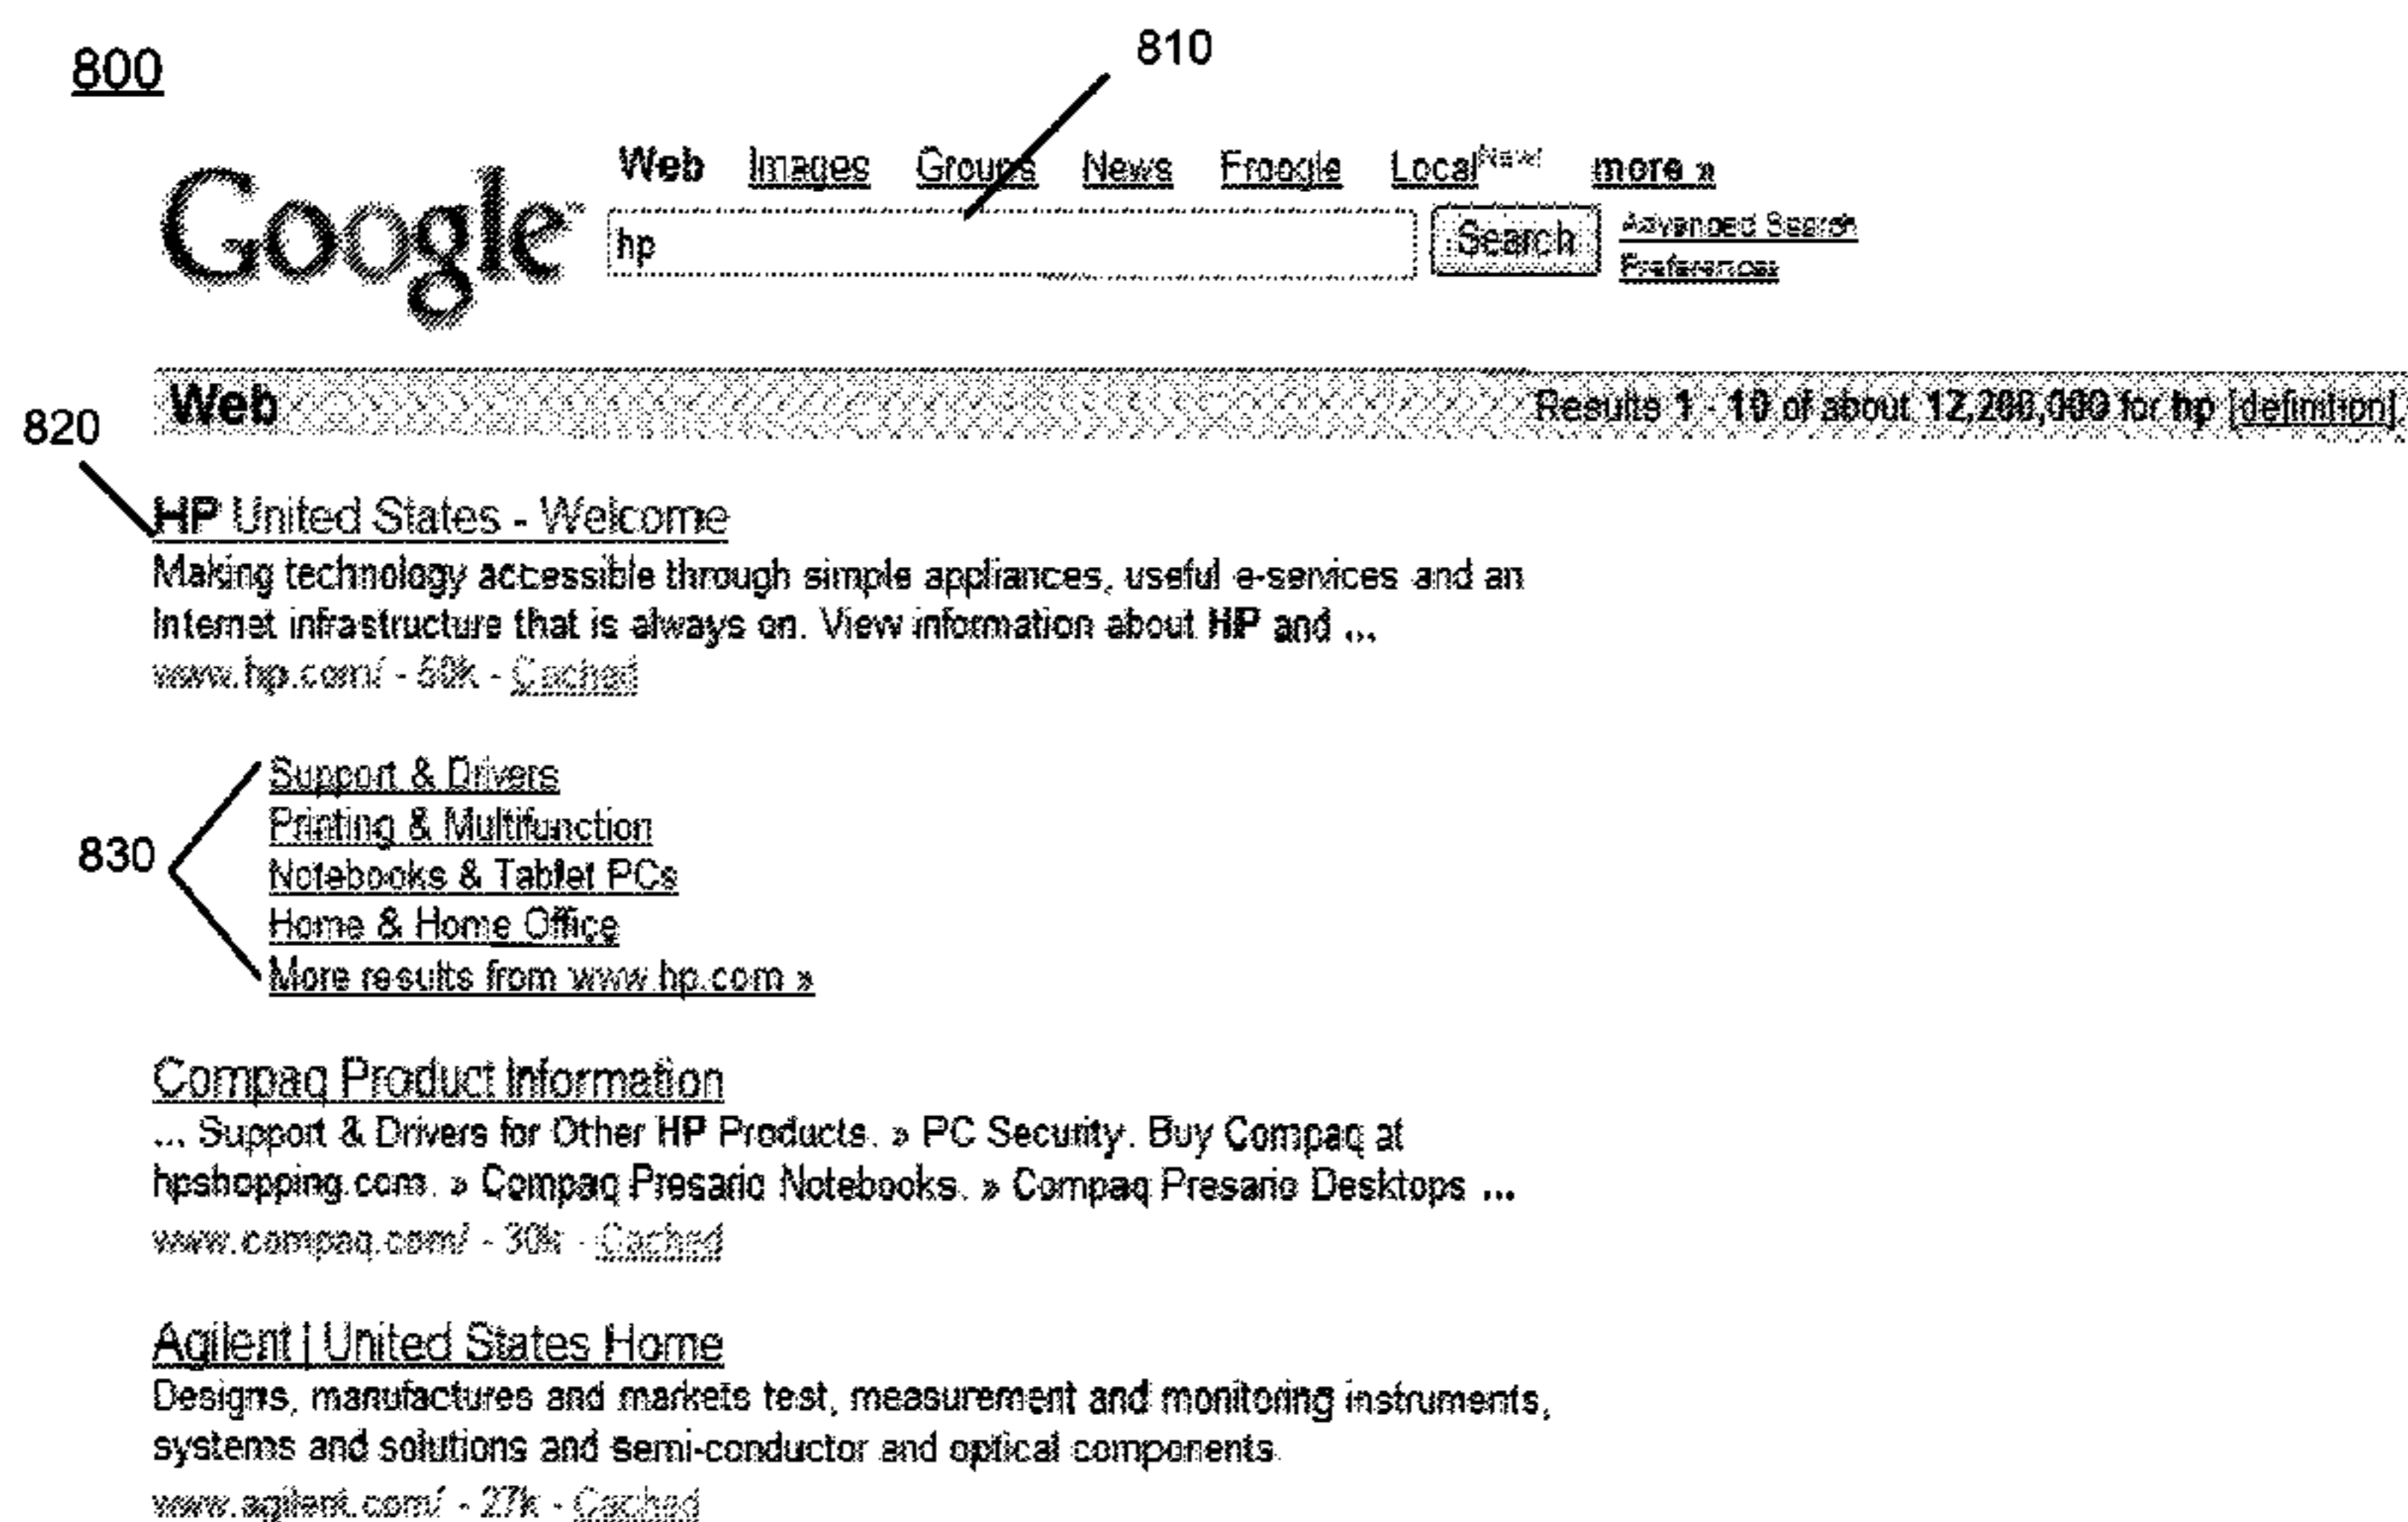 800
810
Google
Web Images Groups News Froogle Local New! more »
hp Search Advanced Search
Preferences
Web Results 1 - 10 of about 12,200,000 for hp [definition].
820
HP United States - Welcome
Making technology accessible through simple appliances, useful e-services and an
Internet infrastructure that is always on. View information about HP and ...
www.hp.com/ - 50k - Cached
Support & Drivers
Printing & Multifunction
830
Notebooks & Tablet PCs
Home & Home Office
More results from www.hp.com »
Compaq Product Information
... Support & Drivers for Other HP Products. » PC Security. Buy Compaq at
hpshopping.com. » Compaq Presario Notebooks. » Compaq Presario Desktops ...
www.compaq.com/ - 30k - Cached
Agilent | United States Home
Designs, manufactures and markets test, measurement and monitoring instruments,
systems and solutions and semi-conductor and optical components.
www.agilent.com/ - 27k - Cached